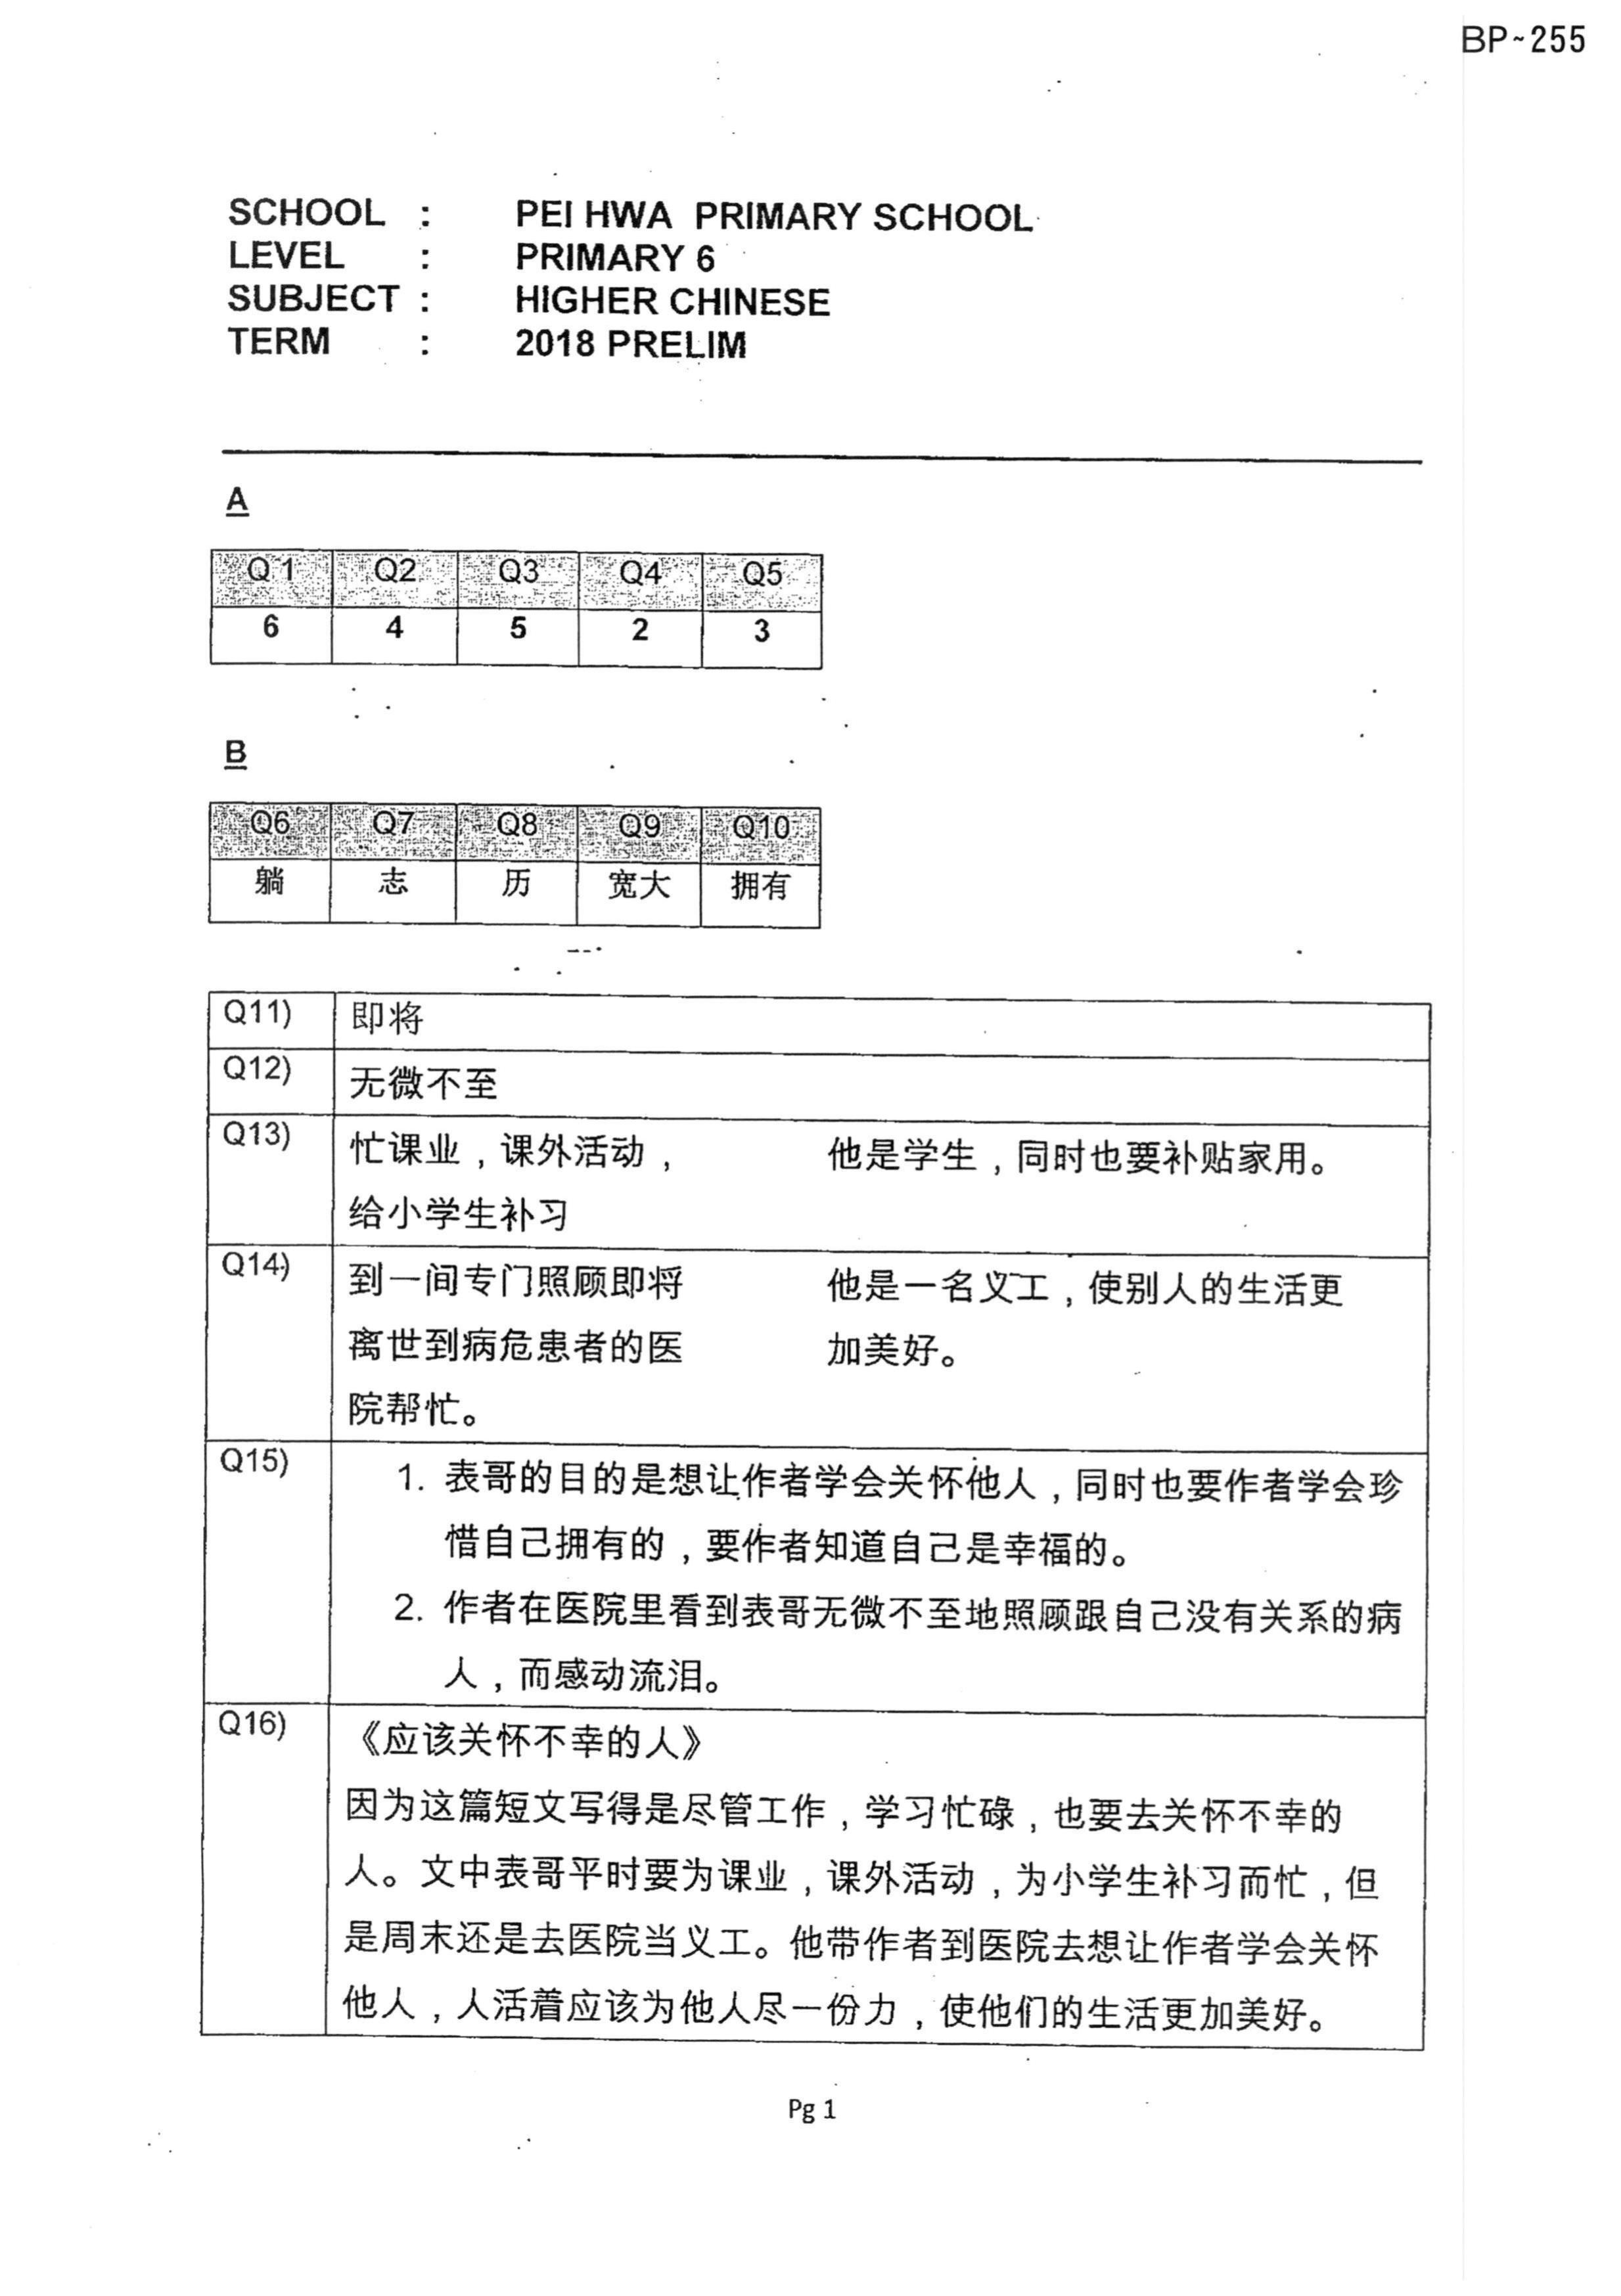 BP~255
SCHOOL : PEI HWA PRIMARY SCHOOL
LEVEL : PRIMARY 6
SUBJECT : HIGHER CHINESE
TERM : 2018 PRELIM
A
Q1 Q2 Q3 Q4 Q5
6 4 5 2 3
B
Q6 Q7 Q8 Q9 Q10
躺 志 历 宽大 拥有
Q11) 即将
Q12) 无微不至
Q13) 忙课业，课外活动， 他是学生，同时也要补贴家用。
给小学生补习
Q14) 到一间专门照顾即将 他是一名义工，使别人的生活更
离世到病危患者的医 加美好。
院帮忙。
Q15) 1. 表哥的目的是想让作者学会关怀他人，同时也要作者学会珍
惜自己拥有的，要作者知道自己是幸福的。
2. 作者在医院里看到表哥无微不至地照顾跟自己没有关系的病
人，而感动流泪。
Q16) 《应该关怀不幸的人》
因为这篇短文写得是尽管工作，学习忙碌，也要去关怀不幸的
人。文中表哥平时要为课业，课外活动，为小学生补习而忙，但
是周末还是去医院当义工。他带作者到医院去想让作者学会关怀
他人，人活着应该为他人尽一份力，使他们的生活更加美好。
Pg 1